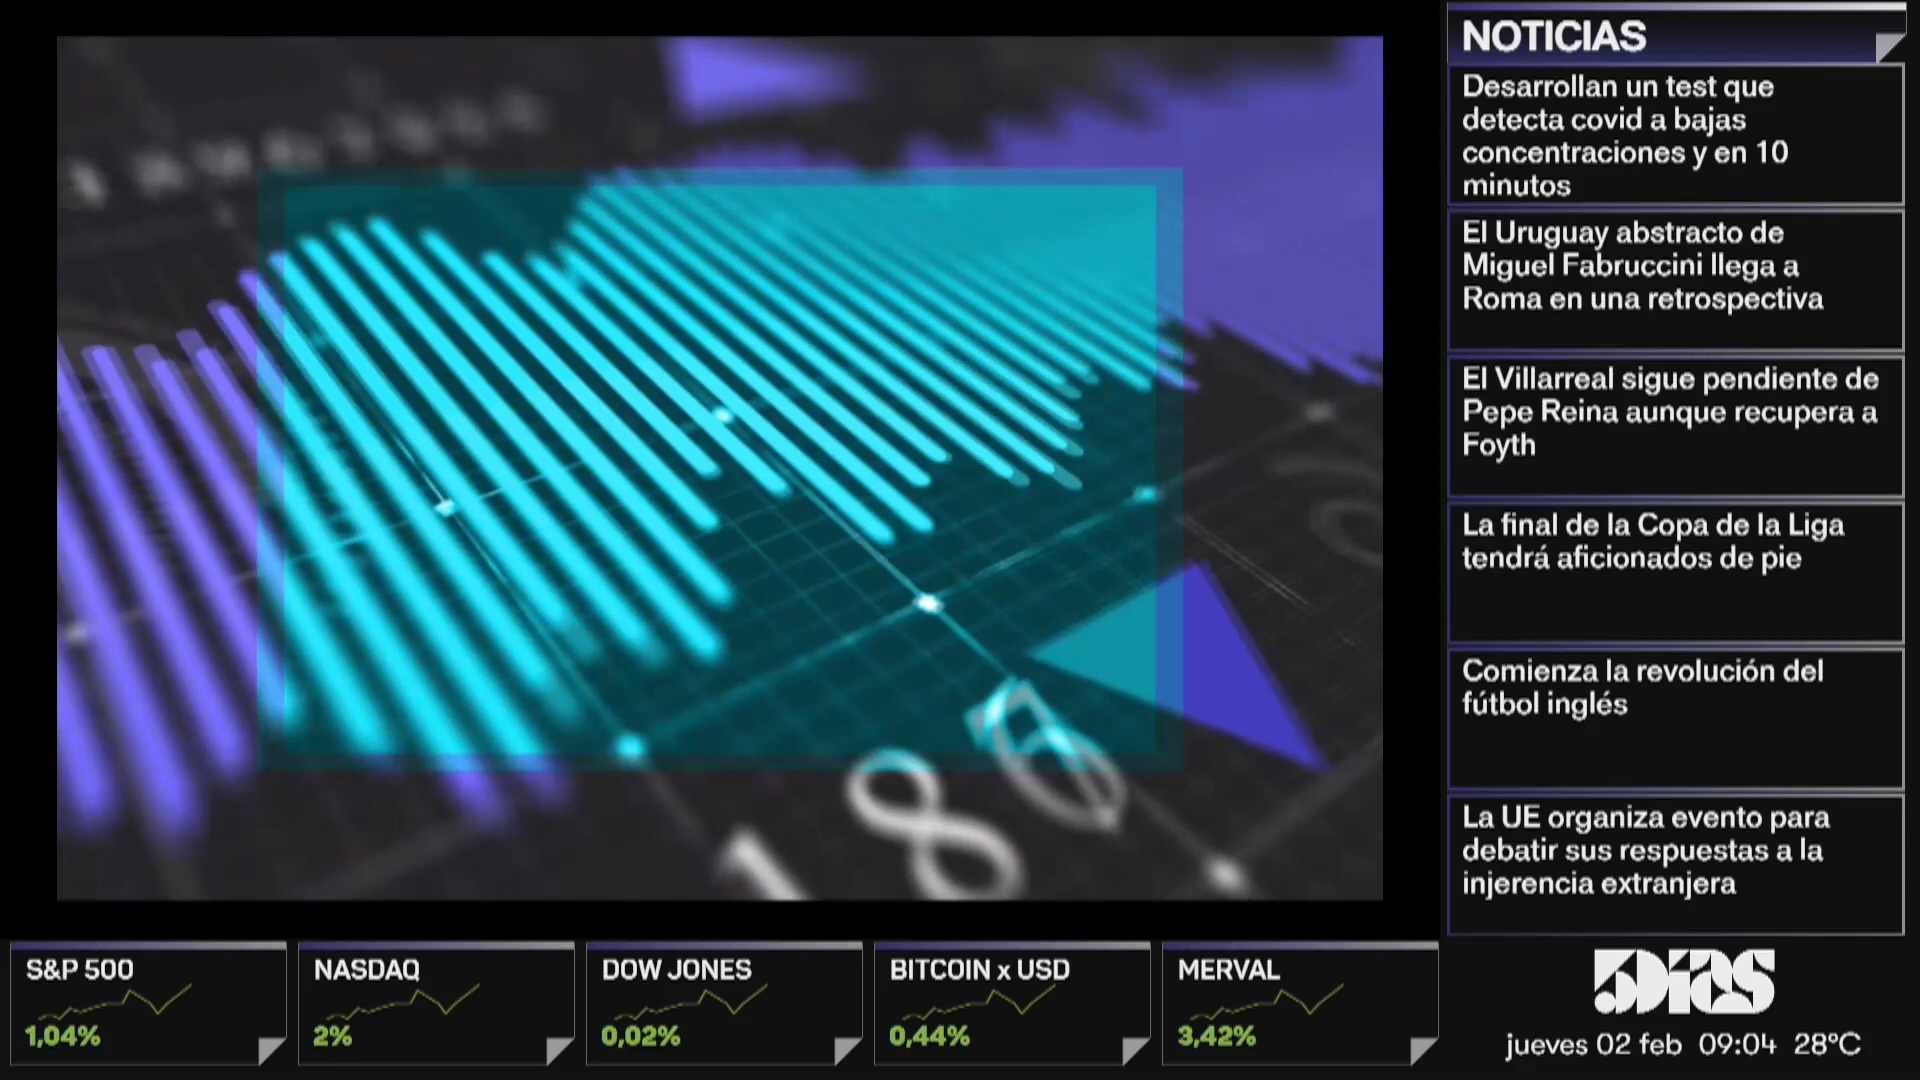 NOTICIAS
Desarrollan un test que
detecta covid a bajas
concentraciones y en 10
minutos
El Uruguay abstracto de
Miguel Fabruccini llega a
Roma en una retrospectiva
El Villarreal sigue pendiente de
Pepe Reina aunque recupera a
Foyth
La final de la Copa de la Liga
tendrá aficionados de pie
Comienza la revolución del
fútbol inglés
La UE organiza evento para
debatir sus respuestas a la
injerencia extranjera
180
S&P 500
1,04%
NASDAQ
2%
DOW JONES
0,02%
BITCOIN x USD
0,44%
MERVAL
3,42%
5DÍAS
jueves 02 feb 09:04 28°C